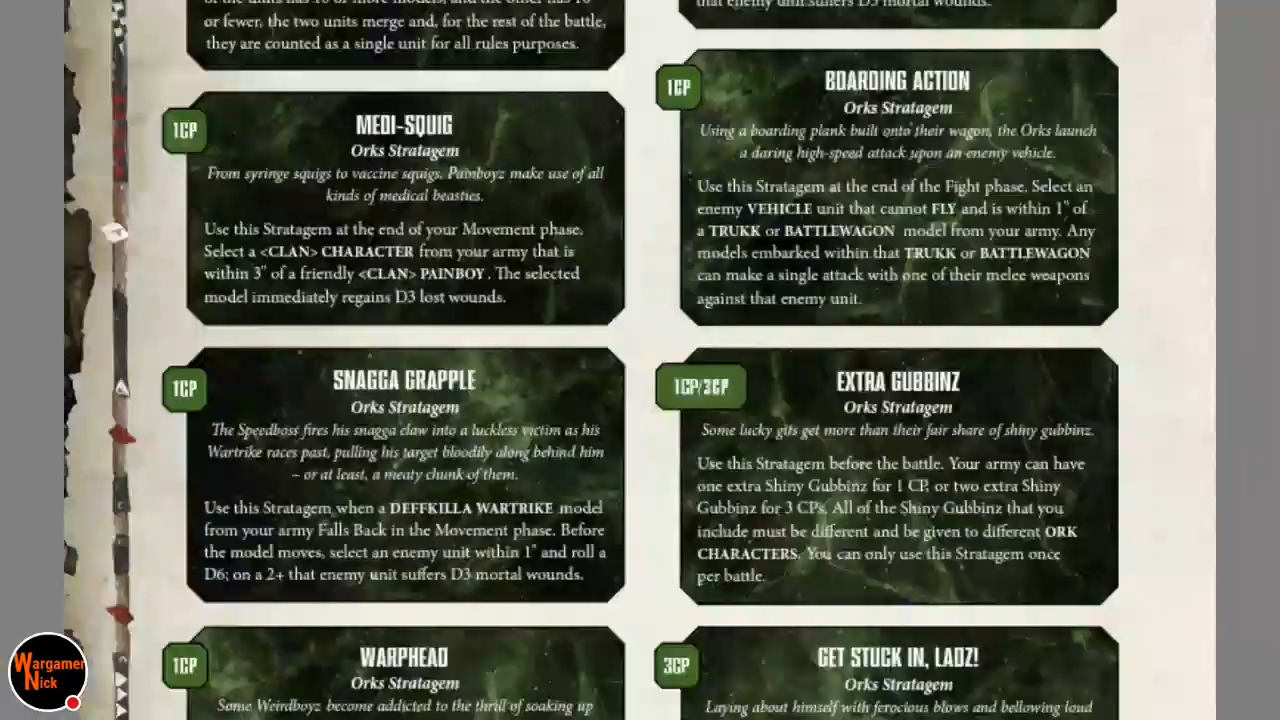 or fewer, the two units merge and, for the rest of the battle,
they are counted as a single unit for all rules purposes.
1CP
MEDI-SQUIG
Orks Stratagem
From syringe squigs to vaccine squigs, Painboyz make use of all
kinds of medical beasties.
Use this Stratagem at the end of your Movement phase.
Select a <CLAN> CHARACTER from your army that is
within 3" of a friendly <CLAN> PAINBOY. The selected
model immediately regains D3 lost wounds.
1CP
SNAGGA GRAPPLE
Orks Stratagem
The Speedboss fires his snagga claw into a luckless victim as his
Wartrike races past, pulling his target bloodily along behind him
– or at least, a meaty chunk of them.
Use this Stratagem when a DEFFKILLA WARTRIKE model
from your army Falls Back in the Movement phase. Before
the model moves, select an enemy unit within 1" and roll a
D6; on a 2+ that enemy unit suffers D3 mortal wounds.
1CP
WARPHEAD
Orks Stratagem
Some Weirdboyz become addicted to the thrill of soaking up
that enemy unit suffers D3 mortal wounds.
1CP
BOARDING ACTION
Orks Stratagem
Using a boarding plank built onto their wagon, the Orks launch
a daring high-speed attack upon an enemy vehicle.
Use this Stratagem at the end of the Fight phase. Select an
enemy VEHICLE unit that cannot FLY and is within 1" of
a TRUKK or BATTLEWAGON model from your army. Any
models embarked within that TRUKK or BATTLEWAGON
can make a single attack with one of their melee weapons
against that enemy unit.
1CP/3CP
EXTRA GUBBINZ
Orks Stratagem
Some lucky gits get more than their fair share of shiny gubbinz.
Use this Stratagem before the battle. Your army can have
one extra Shiny Gubbinz for 1 CP, or two extra Shiny
Gubbinz for 3 CPs. All of the Shiny Gubbinz that you
include must be different and be given to different ORK
CHARACTERS. You can only use this Stratagem once
per battle.
3CP
GET STUCK IN, LADZ!
Orks Stratagem
Laying about himself with ferocious blows and bellowing loud
Wargamer
Nick